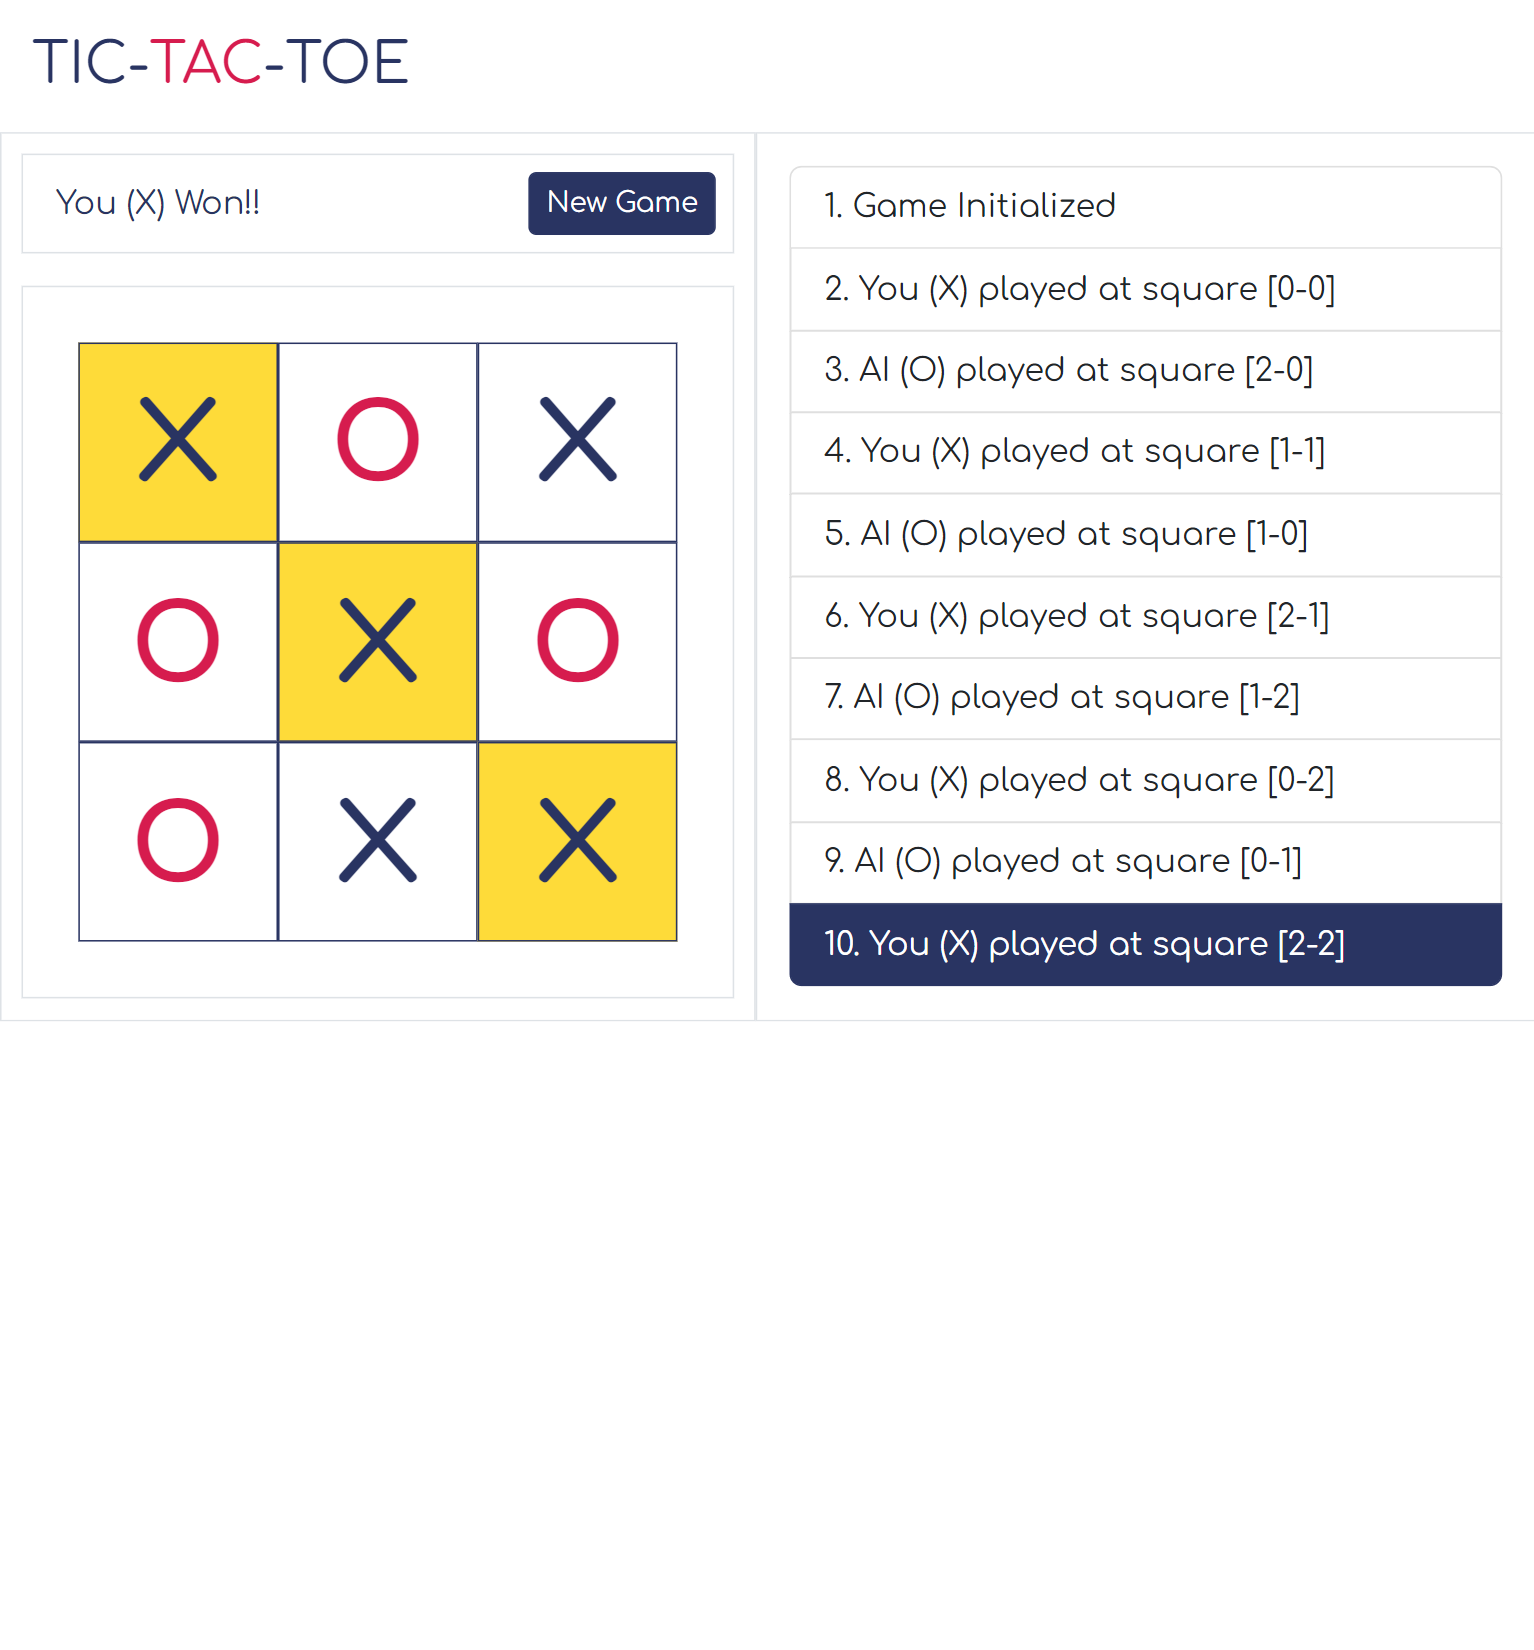 TIC-TAC-TOE
You (X) Won!!
New Game
X O X
O X O
O X X
1. Game Initialized
2. You (X) played at square [0-0]
3. AI (O) played at square [2-0]
4. You (X) played at square [1-1]
5. AI (O) played at square [1-0]
6. You (X) played at square [2-1]
7. AI (O) played at square [1-2]
8. You (X) played at square [0-2]
9. AI (O) played at square [0-1]
10. You (X) played at square [2-2]